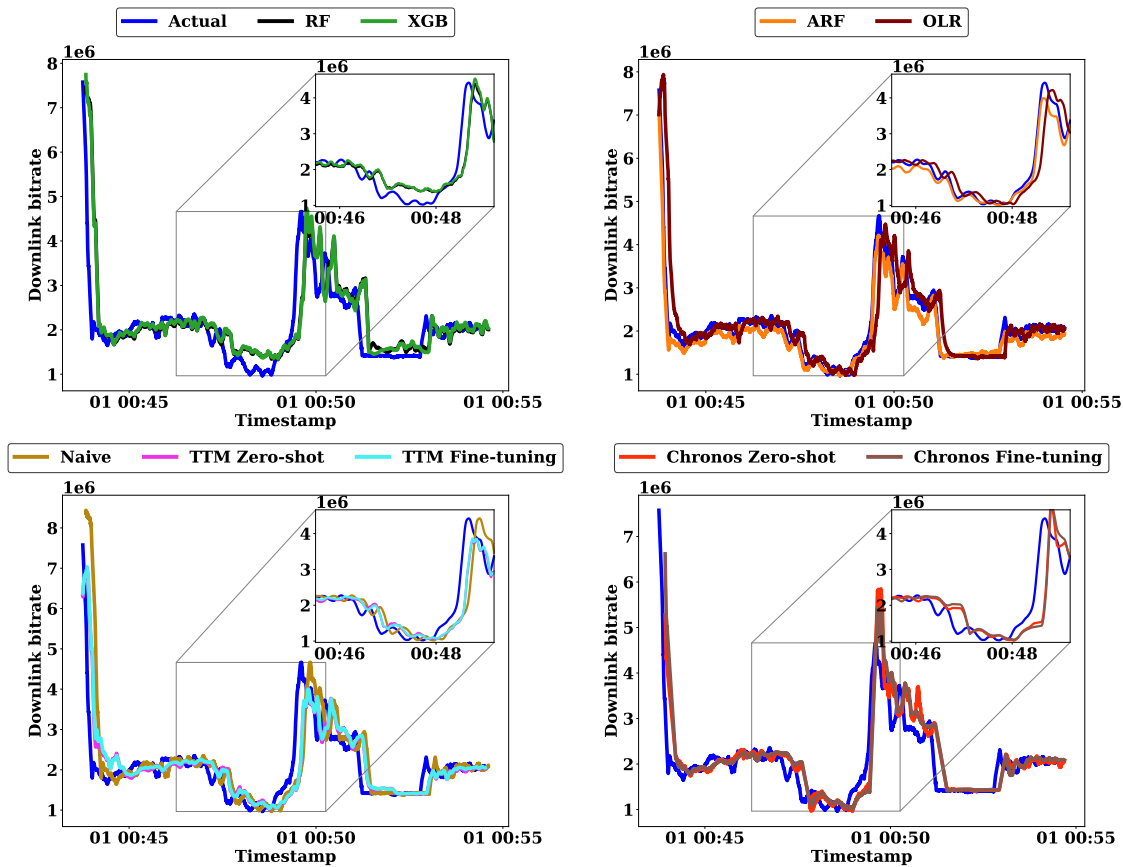 Actual RF XGB
1e6
1e6
8
7
6
5
4
3
2
1
4
3
2
1
00:46 00:48
Downlink bitrate
01 00:45 01 00:50 01 00:55
Timestamp
ARF OLR
1e6
1e6
8
7
6
5
4
3
2
1
4
3
2
1
00:46 00:48
Downlink bitrate
01 00:45 01 00:50 01 00:55
Timestamp
Naive TTM Zero-shot TTM Fine-tuning
1e6
1e6
8
7
6
5
4
3
2
1
4
3
2
1
00:46 00:48
Downlink bitrate
01 00:45 01 00:50 01 00:55
Timestamp
Chronos Zero-shot Chronos Fine-tuning
1e6
1e6
7
6
5
4
3
2
1
4
3
2
1
00:46 00:48
Downlink bitrate
01 00:45 01 00:50 01 00:55
Timestamp